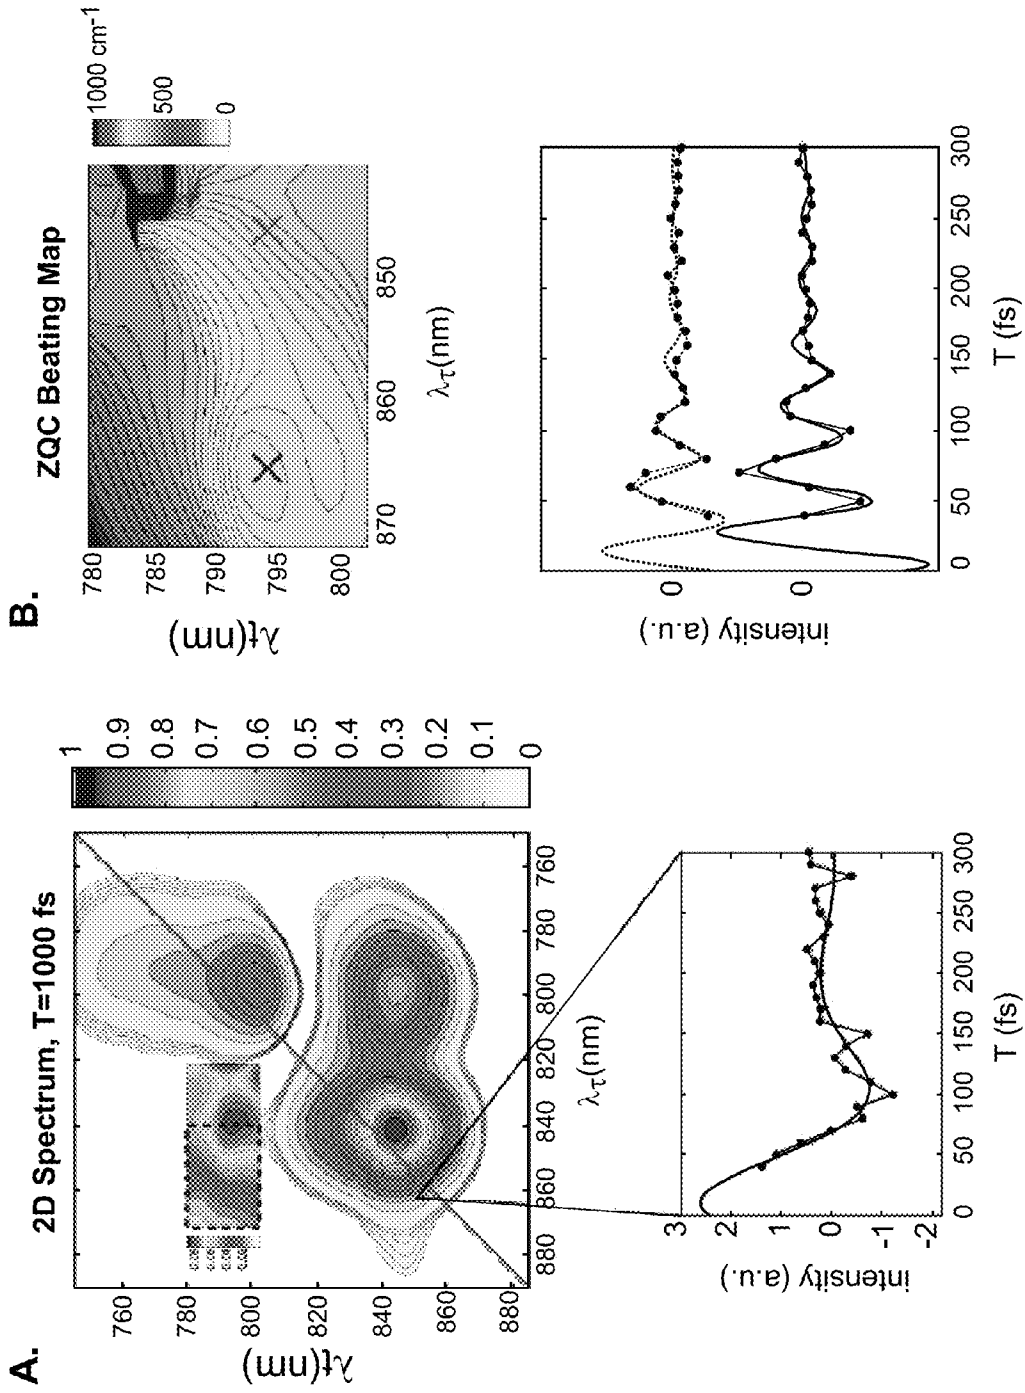 A.
2D Spectrum, T=1000 fs
λt(nm)
760
780
800
820
840
860
880
880 860 840 820 800 780 760
λτ(nm)
1
0.9
0.8
0.7
0.6
0.5
0.4
0.3
0.2
0.1
0
intensity (a.u.)
3
2
1
0
-1
-2
0 50 100 150 200 250 300
T (fs)
B.
ZQC Beating Map
λt(nm)
780
785
790
795
800
870 860 850
λτ(nm)
1000 cm-1
500
0
intensity (a.u.) intensity (a.u.)
0
0
0 50 100 150 200 250 300
T (fs)